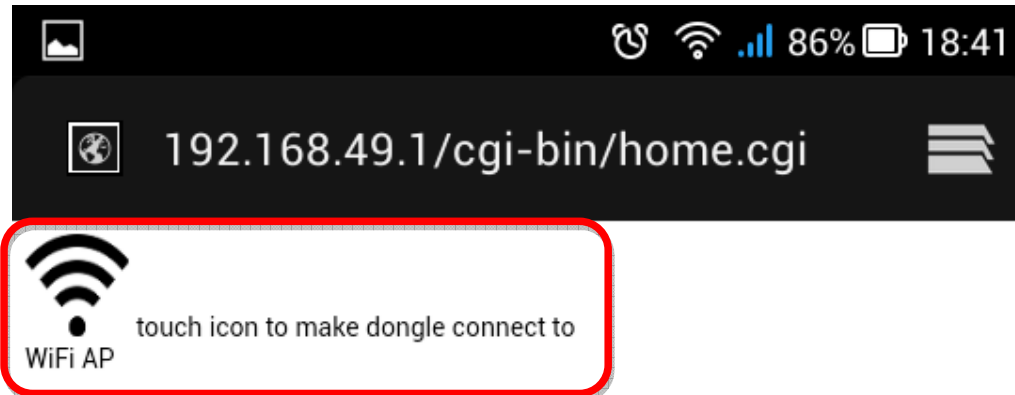 86% 18:41
192.168.49.1/cgi-bin/home.cgi
touch icon to make dongle connect to
WiFi AP